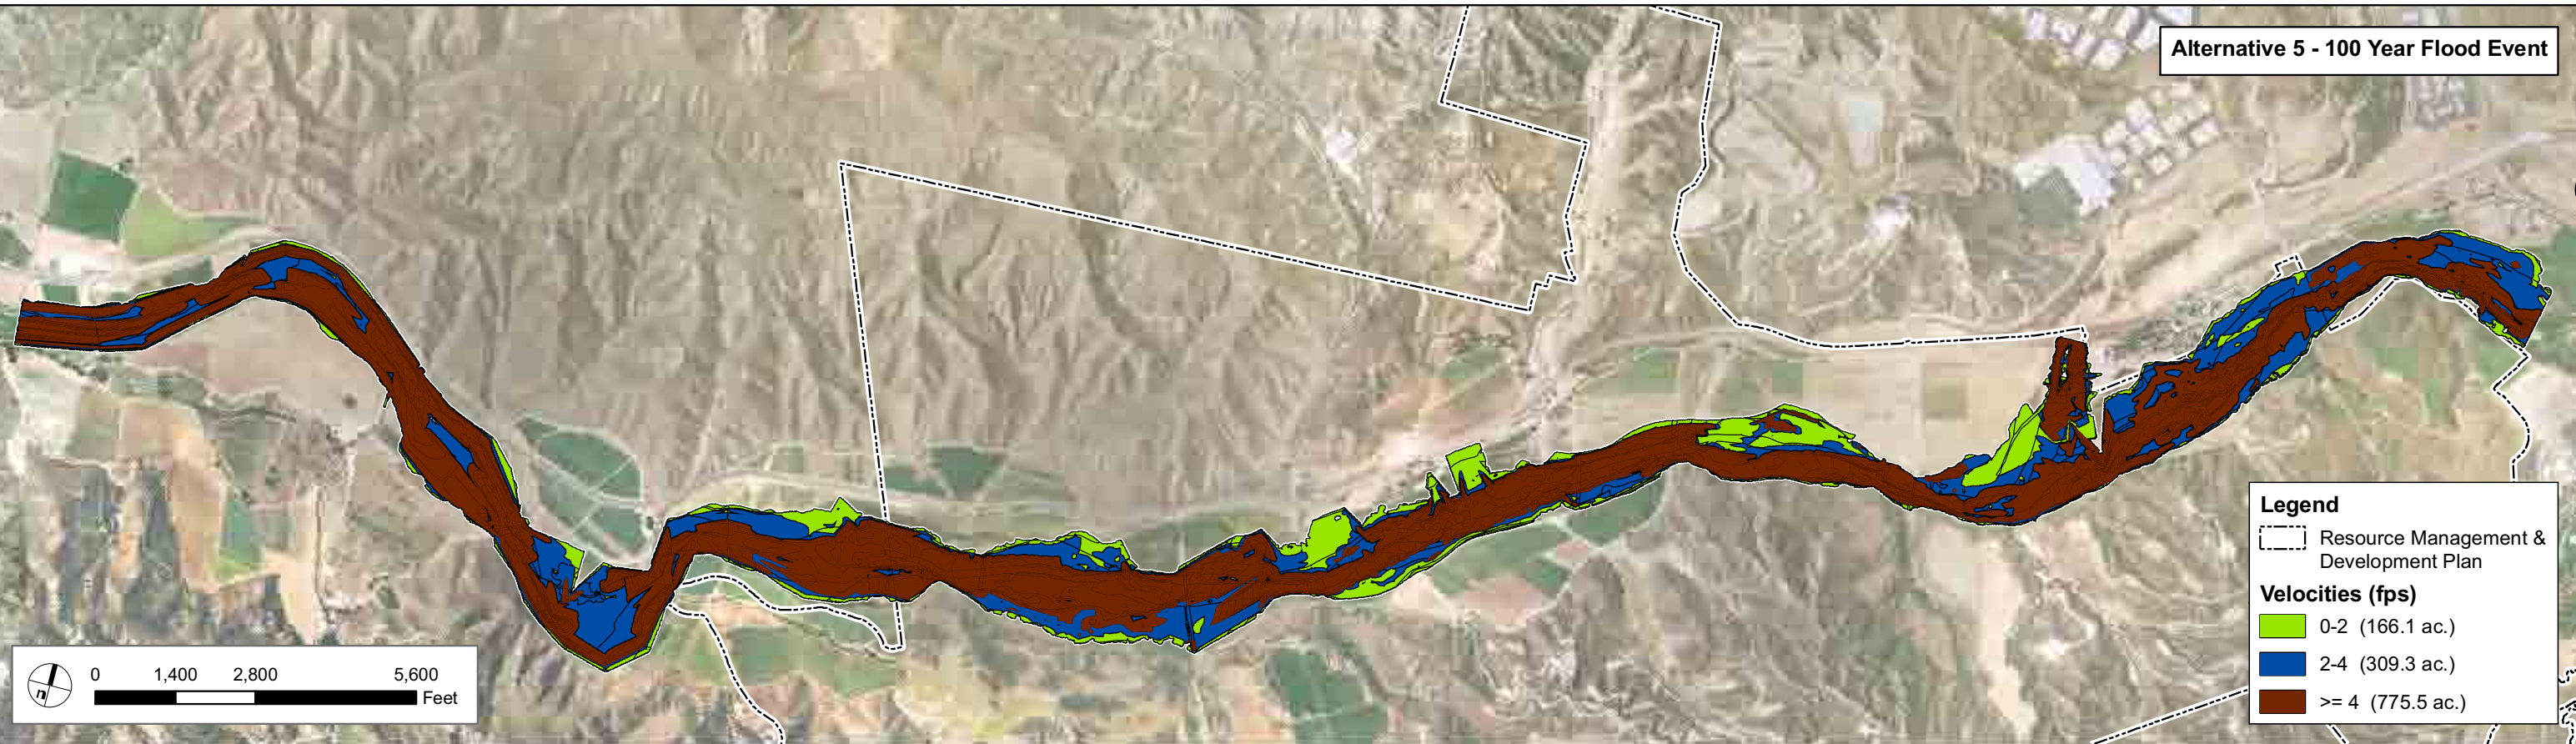 Alternative 5 - 100 Year Flood Event
Legend
Resource Management &
Development Plan
Velocities (fps)
0-2 (166.1 ac.)
2-4 (309.3 ac.)
>= 4 (775.5 ac.)
n
0 1,400 2,800 5,600
Feet